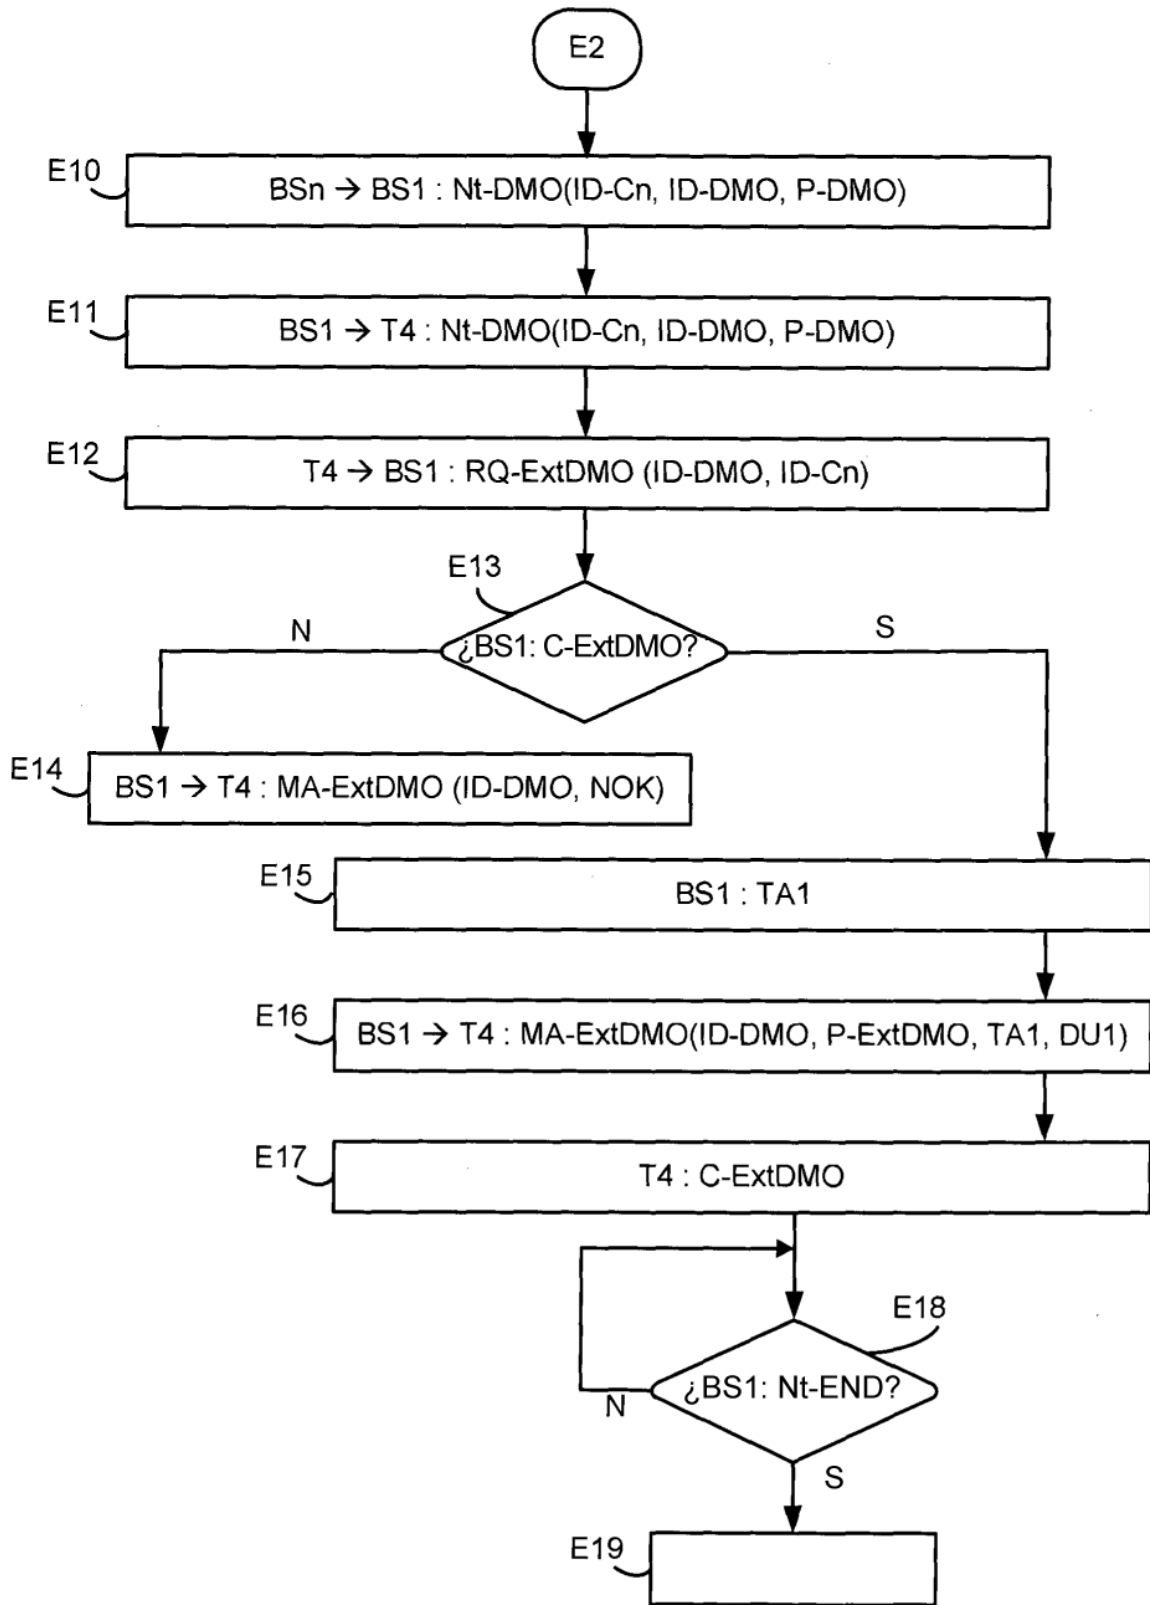 E2
E10
BSn → BS1 : Nt-DMO(ID-Cn, ID-DMO, P-DMO)
E11
BS1 → T4 : Nt-DMO(ID-Cn, ID-DMO, P-DMO)
E12
T4 → BS1 : RQ-ExtDMO (ID-DMO, ID-Cn)
E13
¿BS1: C-ExtDMO?
N
S
E14
BS1 → T4 : MA-ExtDMO (ID-DMO, NOK)
E15
BS1 : TA1
E16
BS1 → T4 : MA-ExtDMO(ID-DMO, P-ExtDMO, TA1, DU1)
E17
T4 : C-ExtDMO
E18
¿BS1: Nt-END?
N
S
E19